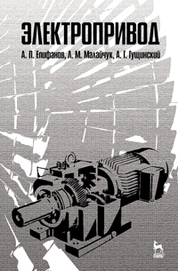 ЭЛЕКТРОПРИВОД
А. П. Епифанов, Л. М. Малайчук, А. Г. Гущинский